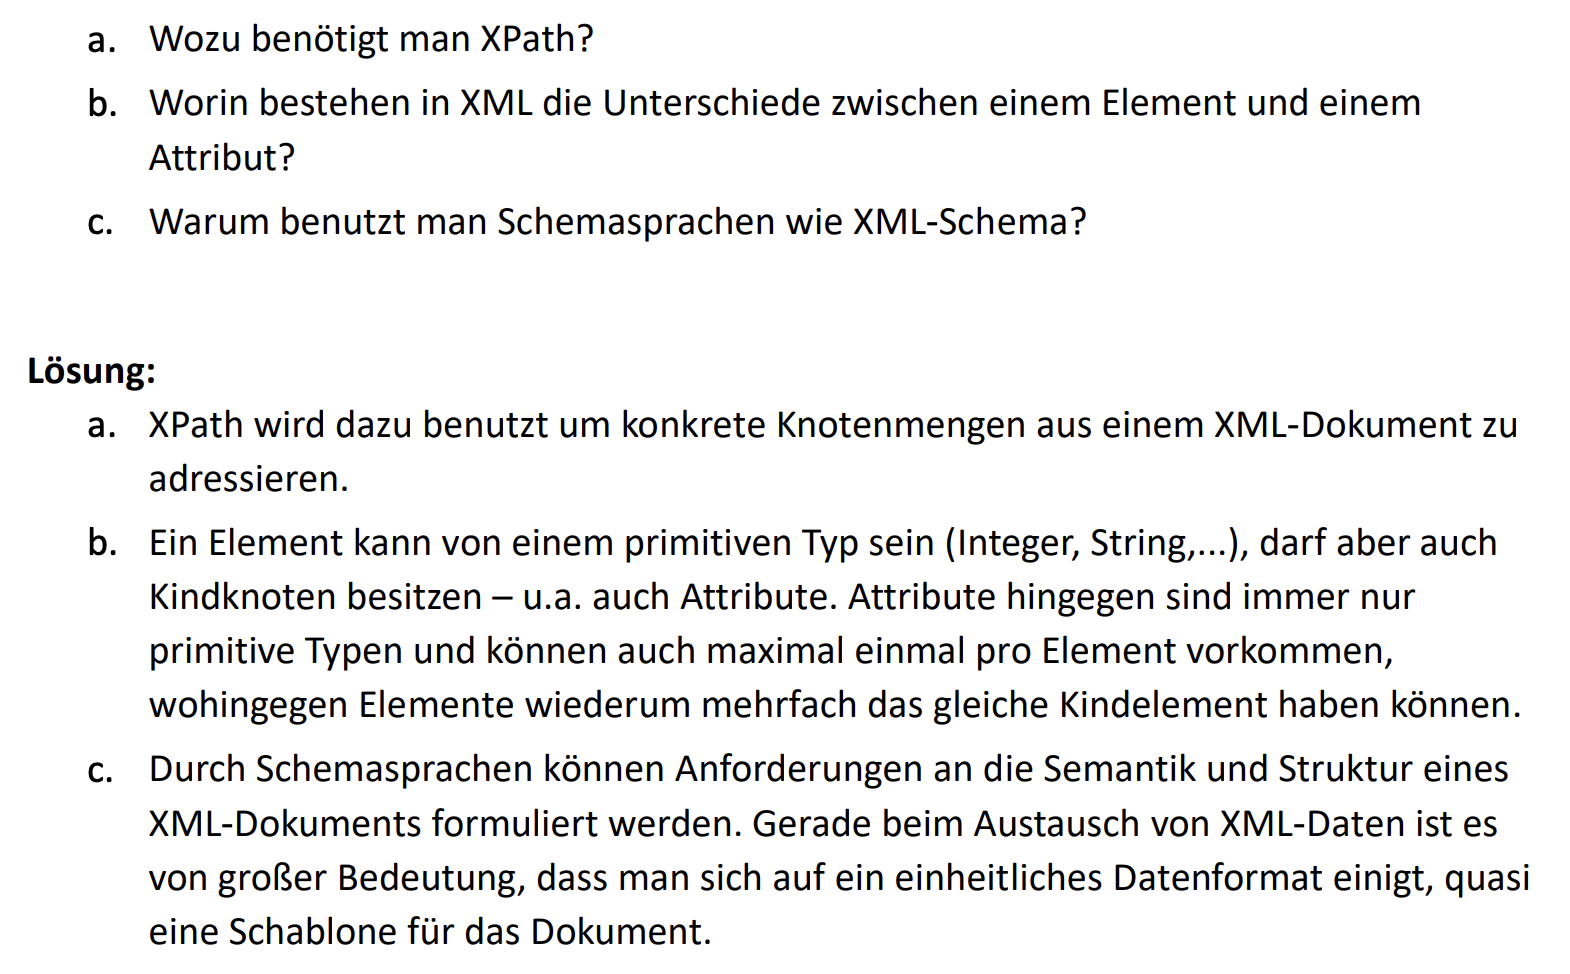 a. Wozu benötigt man XPath?
b. Worin bestehen in XML die Unterschiede zwischen einem Element und einem
Attribut?
c. Warum benutzt man Schemasprachen wie XML-Schema?
Lösung:
a. XPath wird dazu benutzt um konkrete Knotenmengen aus einem XML-Dokument zu
adressieren.
b. Ein Element kann von einem primitiven Typ sein (Integer, String,...), darf aber auch
Kindknoten besitzen – u.a. auch Attribute. Attribute hingegen sind immer nur
primitive Typen und können auch maximal einmal pro Element vorkommen,
wohingegen Elemente wiederum mehrfach das gleiche Kindelement haben können.
c. Durch Schemasprachen können Anforderungen an die Semantik und Struktur eines
XML-Dokuments formuliert werden. Gerade beim Austausch von XML-Daten ist es
von großer Bedeutung, dass man sich auf ein einheitliches Datenformat einigt, quasi
eine Schablone für das Dokument.